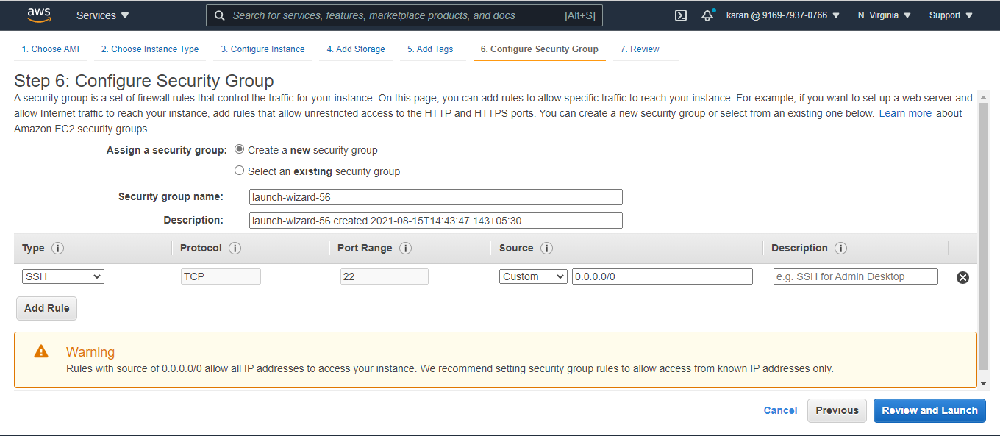 aws Services Search for services, features, marketplace products, and docs [Alt+S] karan @ 9169-7937-0766 N. Virginia Support
1. Choose AMI 2. Choose Instance Type 3. Configure Instance 4. Add Storage 5. Add Tags 6. Configure Security Group 7. Review
Step 6: Configure Security Group
A security group is a set of firewall rules that control the traffic for your instance. On this page, you can add rules to allow specific traffic to reach your instance. For example, if you want to set up a web server and
allow Internet traffic to reach your instance, add rules that allow unrestricted access to the HTTP and HTTPS ports. You can create a new security group or select from an existing one below. Learn more about
Amazon EC2 security groups.
Assign a security group: Create a new security group
Select an existing security group
Security group name: launch-wizard-56
Description: launch-wizard-56 created 2021-08-15T14:43:47.143+05:30
Type i Protocol i Port Range i Source i Description i
SSH TCP 22 Custom 0.0.0.0/0 e.g. SSH for Admin Desktop
Add Rule
Warning
Rules with source of 0.0.0.0/0 allow all IP addresses to access your instance. We recommend setting security group rules to allow access from known IP addresses only.
Cancel Previous Review and Launch